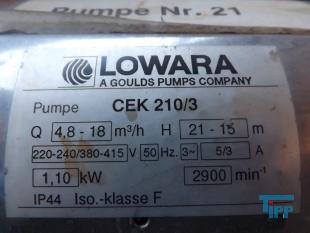 Pumpe Nr. 21
LOWARA
A GOULDS PUMPS COMPANY
Pumpe CEK 210/3
Q 4,8 - 18 m³/h H 21 - 15 m
220-240/380-415 V 50 Hz. 3~ 5/3 A
1,10 kW 2900 min⁻¹
IP44 Iso.-klasse F
TIPP